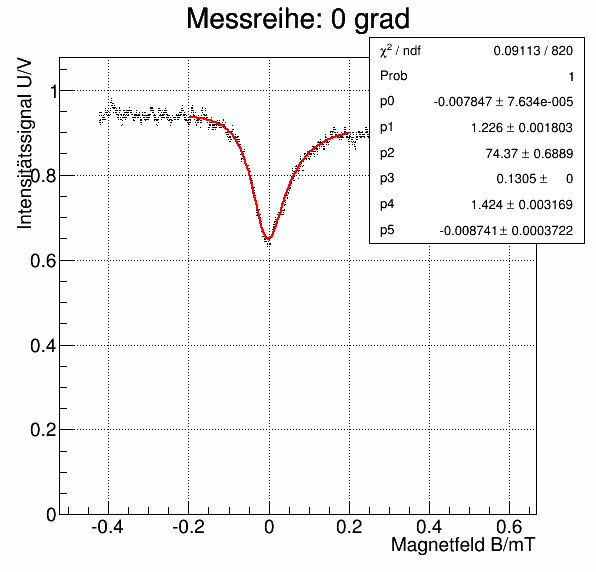 Messreihe: 0 grad
χ² / ndf 0.09113 / 820
Prob 1
p0 -0.007847 ± 7.634e-005
p1 1.226 ± 0.001803
p2 74.37 ± 0.6889
p3 0.1305 ± 0
p4 1.424 ± 0.003169
p5 -0.008741 ± 0.0003722
Intensitätssignal U/V
1
0.8
0.6
0.4
0.2
0
-0.4 -0.2 0 0.2 0.4 0.6
Magnetfeld B/mT